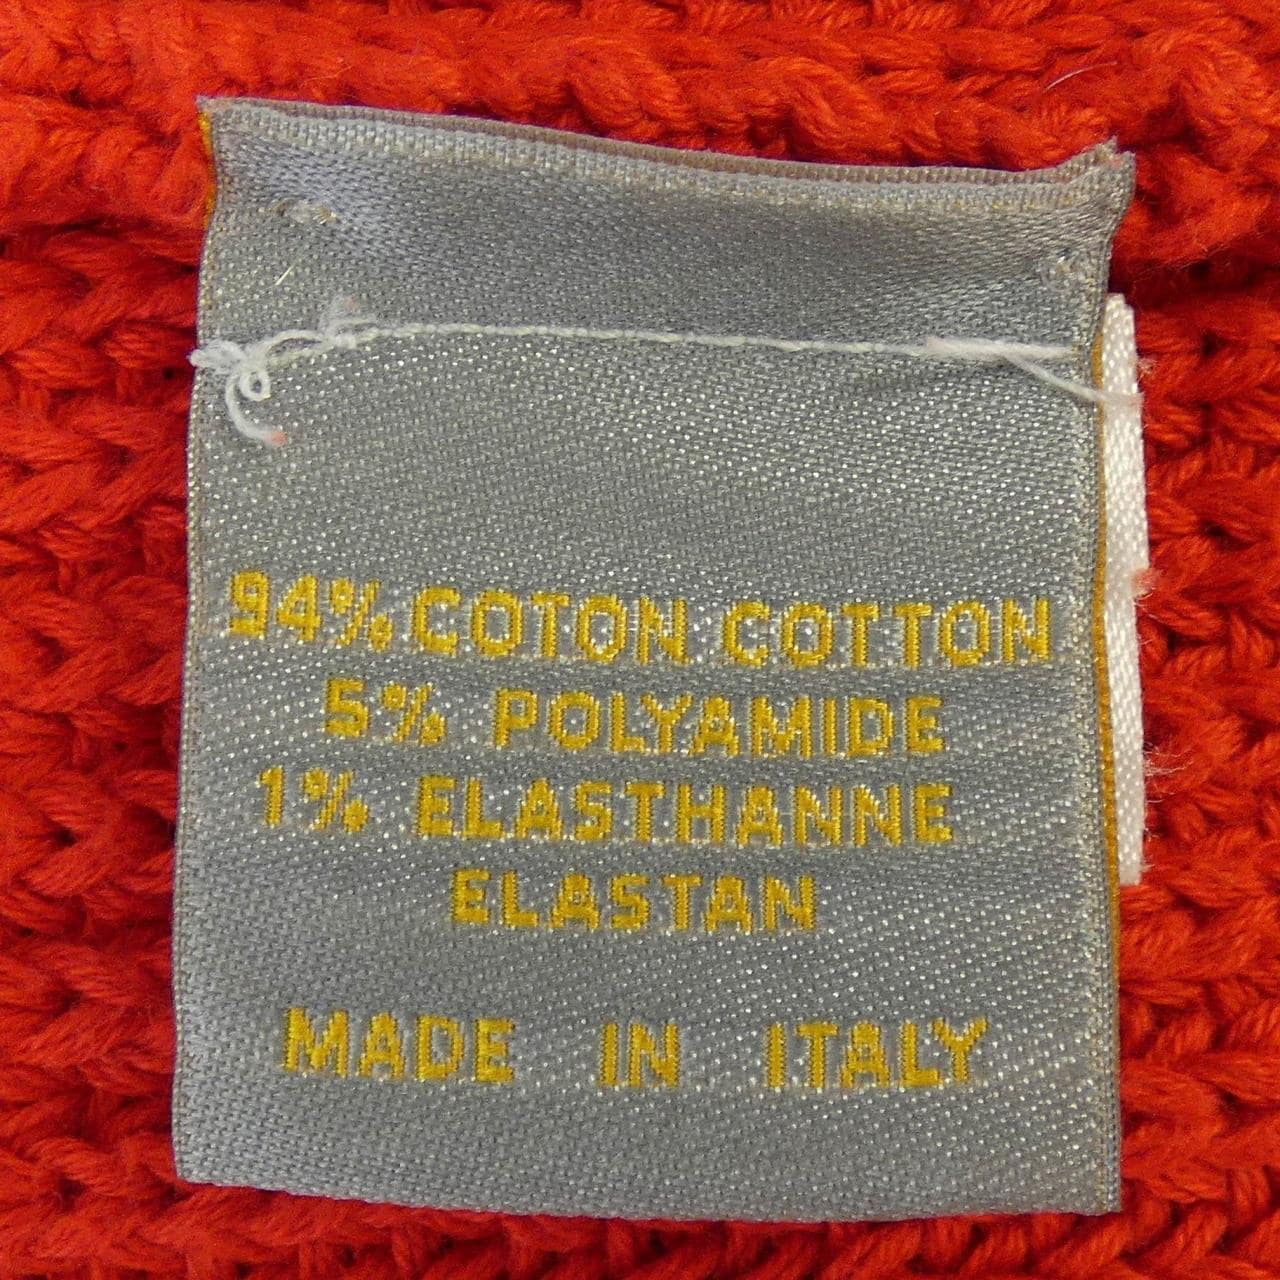 94% COTON COTTON
5% POLYAMIDE
1% ELASTHANNE
ELASTAN
MADE IN ITALY